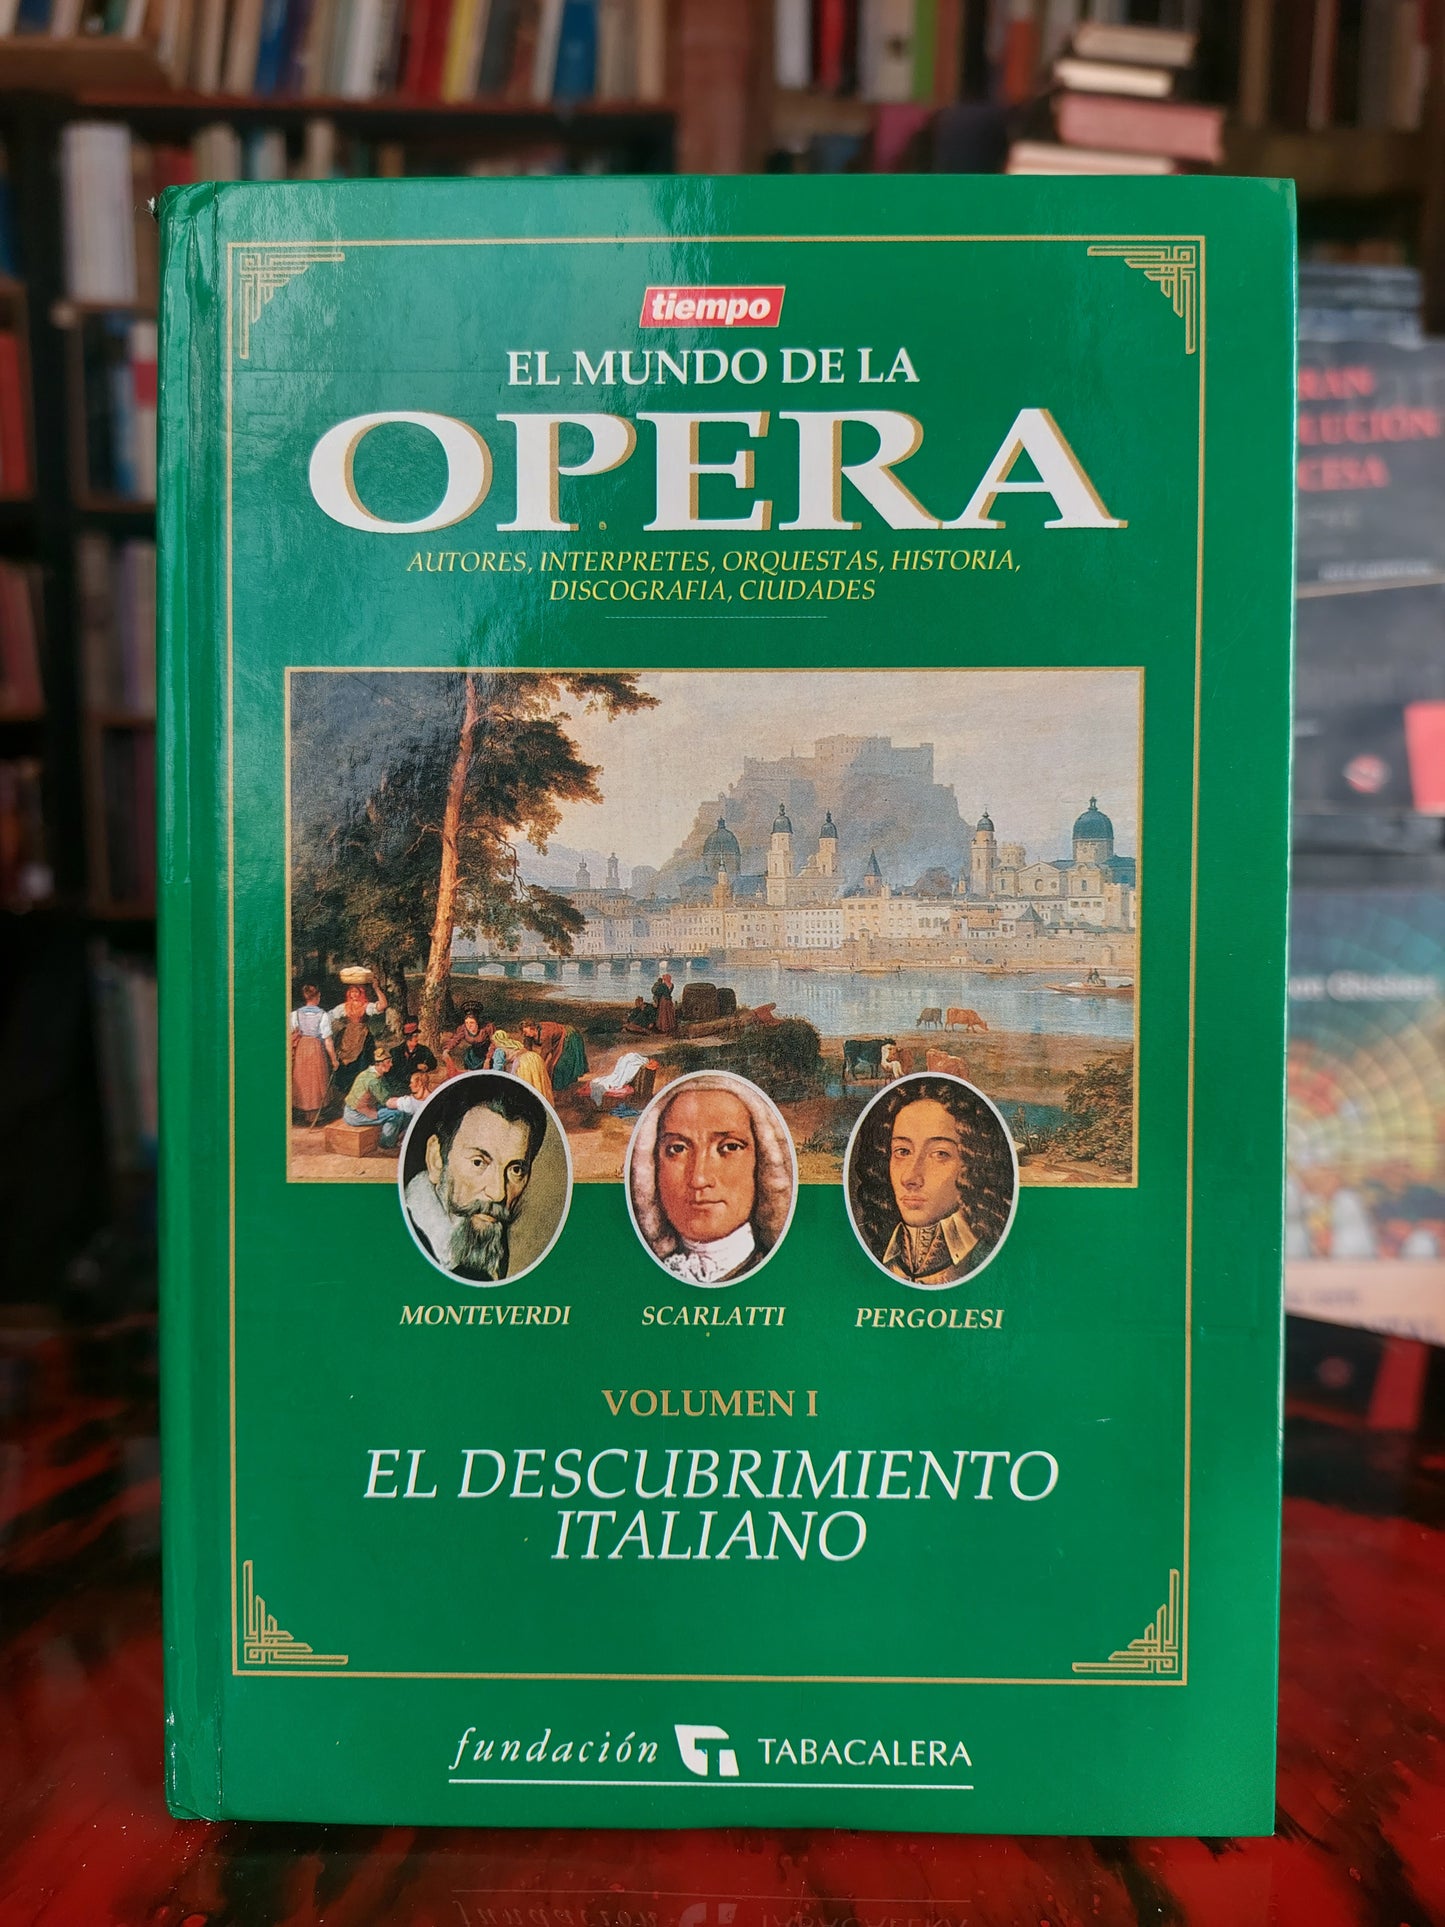 tiempo
EL MUNDO DE LA
OPERA
AUTORES, INTERPRETES, ORQUESTAS, HISTORIA,
DISCOGRAFIA, CIUDADES
MONTEVERDI
SCARLATTI
PERGOLESI
VOLUMEN I
EL DESCUBRIMIENTO
ITALIANO
fundación TABACALERA